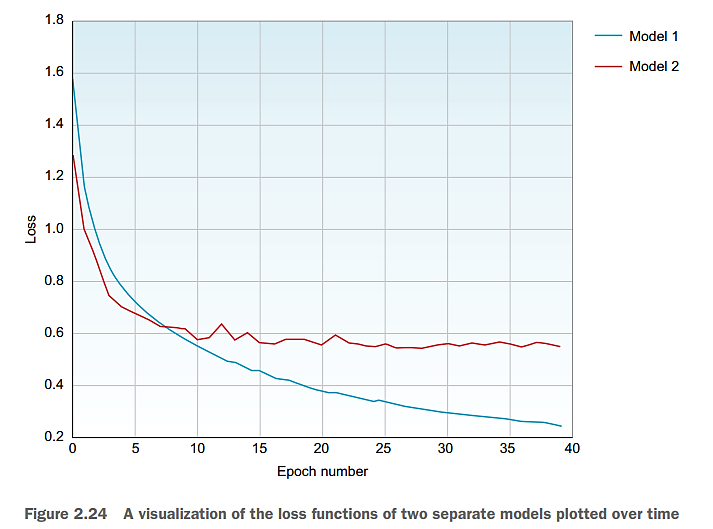 1.8
1.6
1.4
1.2
1.0
0.8
0.6
0.4
0.2
Loss
0 5 10 15 20 25 30 35 40
Epoch number
Model 1
Model 2
Figure 2.24 A visualization of the loss functions of two separate models plotted over time